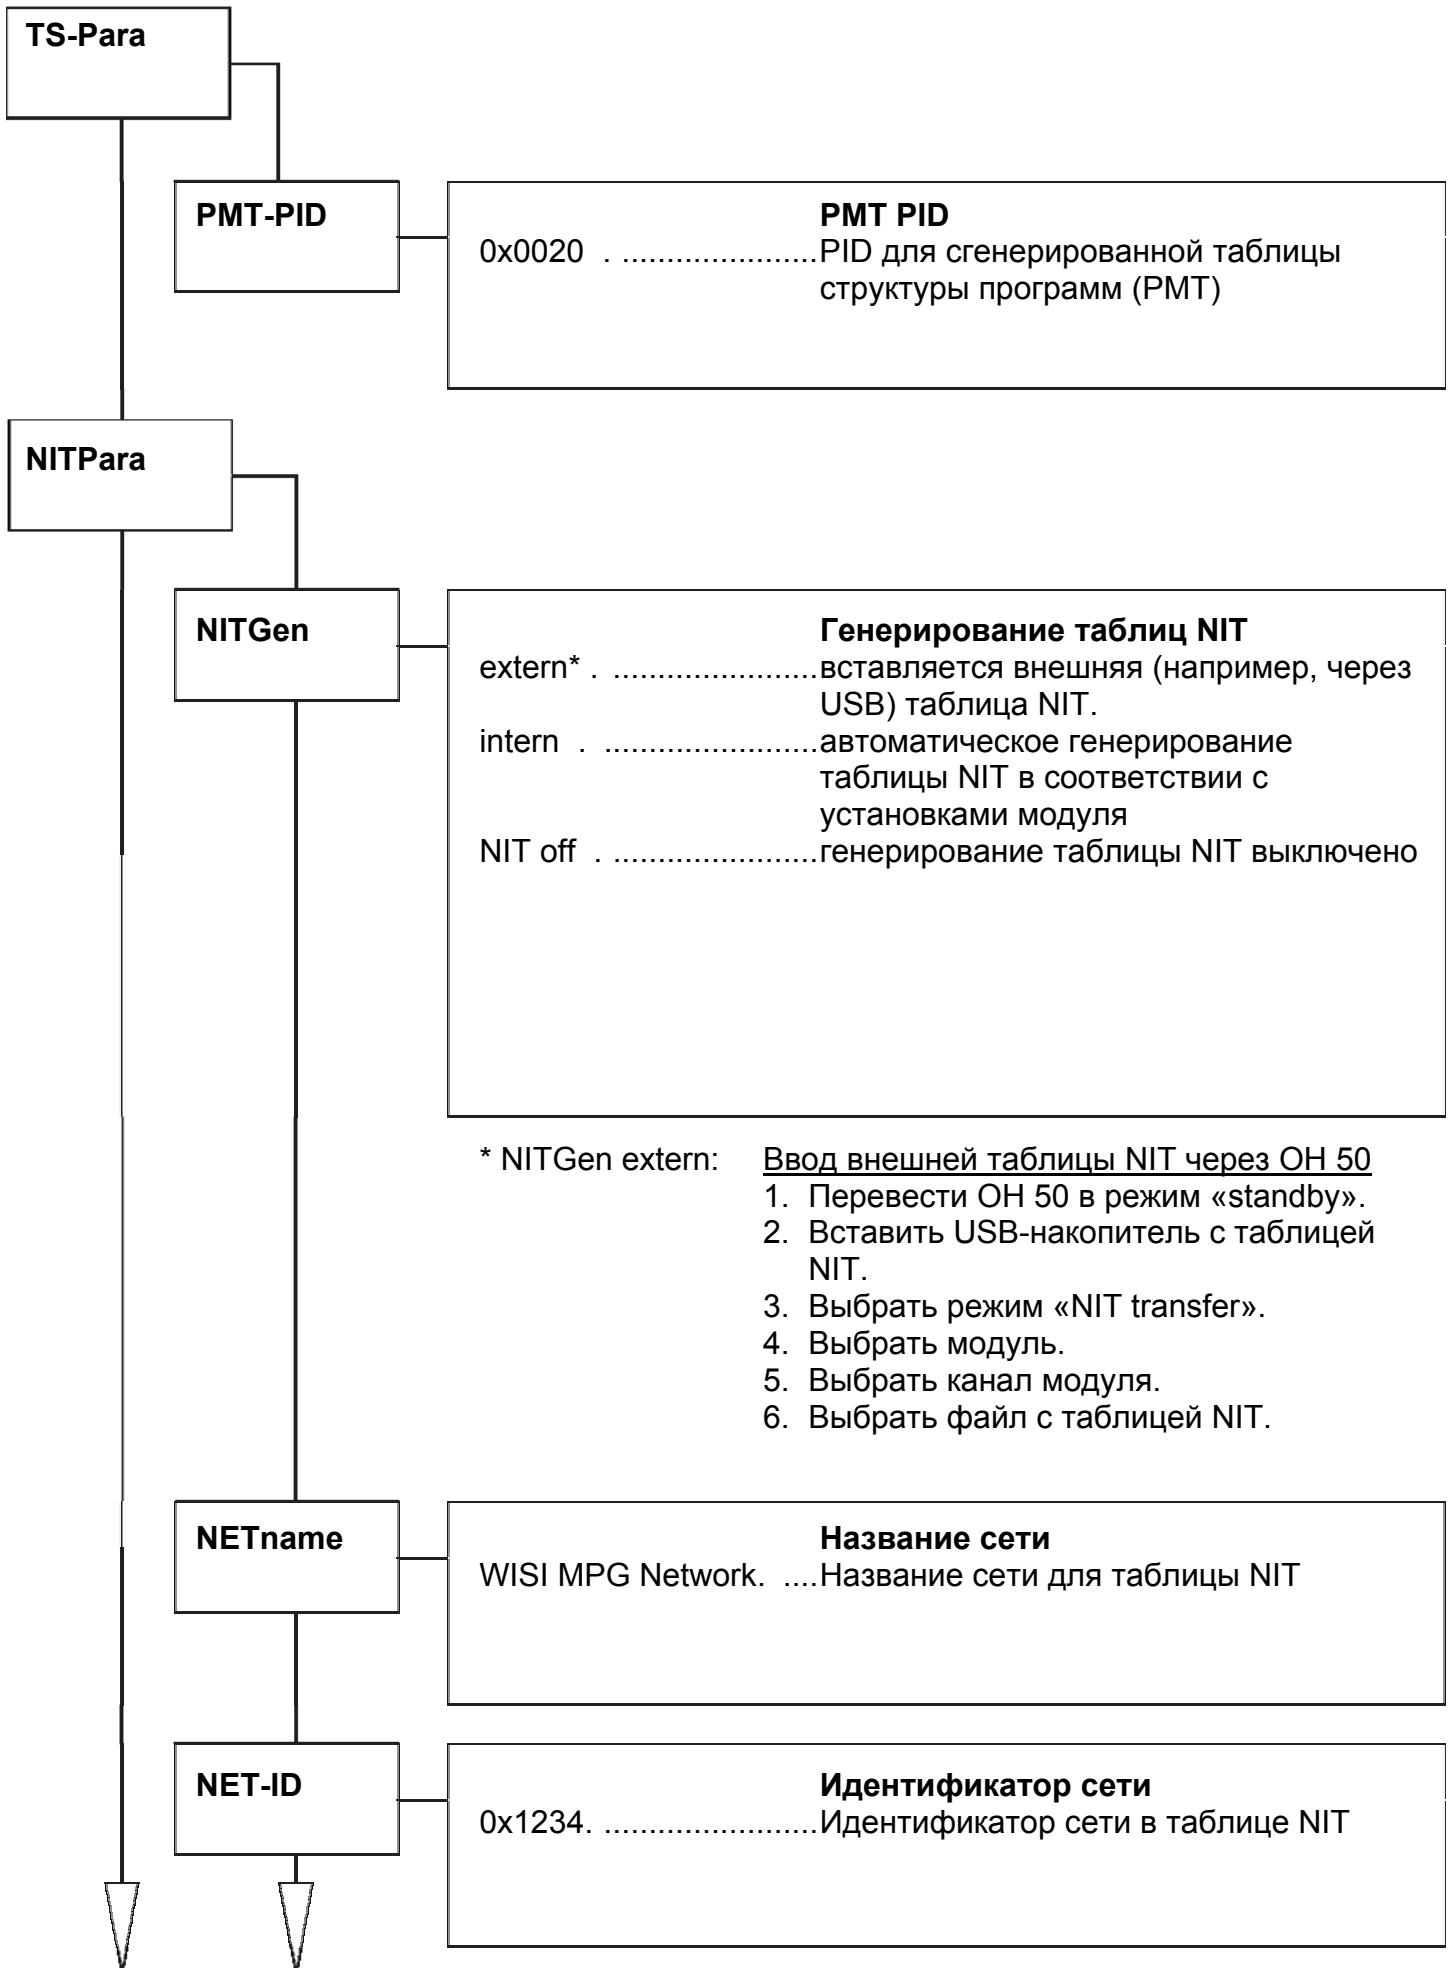 TS-Para
PMT-PID
PMT PID
0x0020 . ......................PID для сгенерированной таблицы
структуры программ (PMT)
NITPara
NITGen
Генерирование таблиц NIT
extern* . .......................вставляется внешняя (например, через
USB) таблица NIT.
intern . ........................автоматическое генерирование
таблицы NIT в соответствии с
установками модуля
NIT off . .......................генерирование таблицы NIT выключено
* NITGen extern: Ввод внешней таблицы NIT через OH 50
1. Перевести OH 50 в режим «standby».
2. Вставить USB-накопитель с таблицей
NIT.
3. Выбрать режим «NIT transfer».
4. Выбрать модуль.
5. Выбрать канал модуля.
6. Выбрать файл с таблицей NIT.
NETname
Название сети
WISI MPG Network. ....Название сети для таблицы NIT
NET-ID
Идентификатор сети
0x1234. ........................Идентификатор сети в таблице NIT